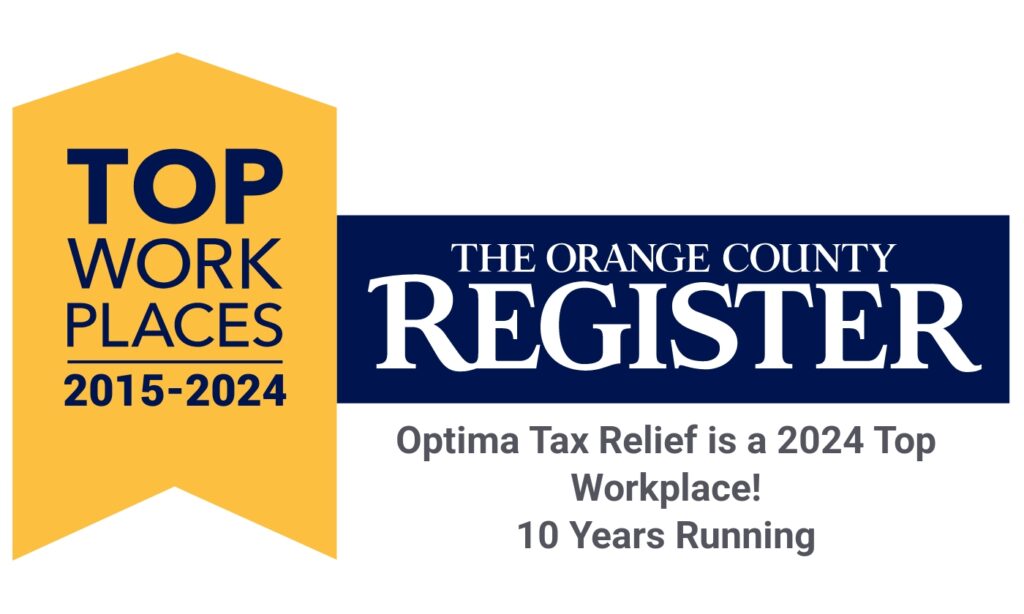 TOP
WORK
PLACES
2015-2024
THE ORANGE COUNTY
REGISTER
Optima Tax Relief is a 2024 Top
Workplace!
10 Years Running